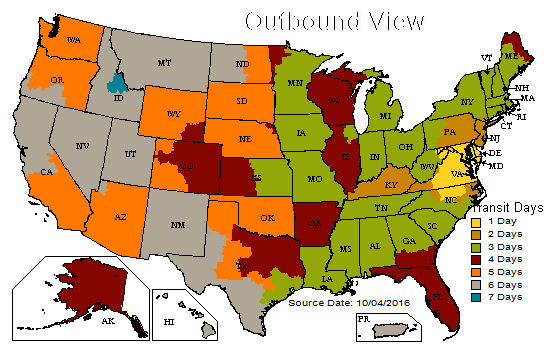 Outbound View
WA
MT
ND
MN
ME
VT
OR
ID
SD
WI
MI
NY
NH
MA
RI
CT
WY
NE
IA
PA
NJ
NV
UT
CO
KS
MO
IL
IN
OH
WV
VA
DE
MD
CA
KY
NC
AZ
NM
OK
AR
TN
SC
TX
LA
MS
AL
GA
FL
AK
HI
PR
Transit Days
1 Day
2 Days
3 Days
4 Days
5 Days
6 Days
7 Days
Source Date: 10/04/2016